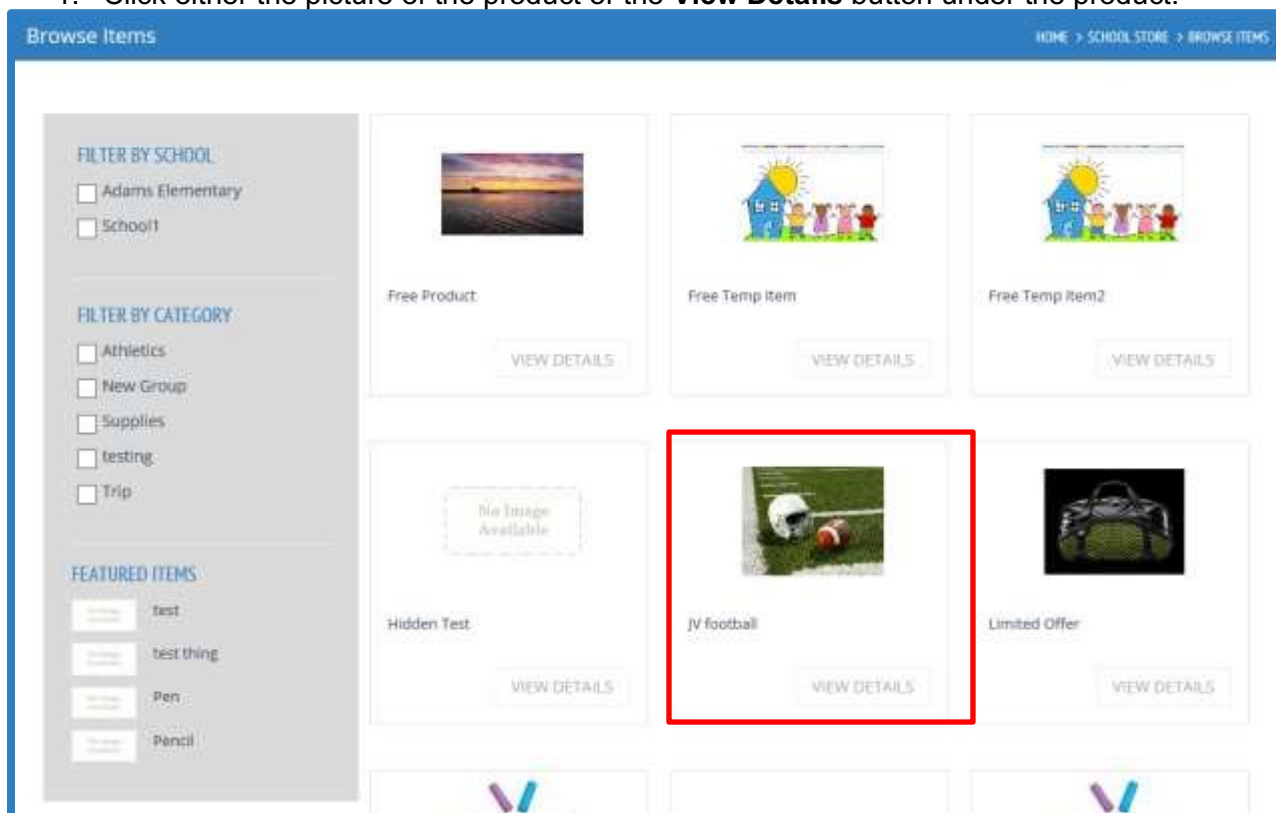 1. Click either the picture of the product or the View Details button under the product.
Browse Items
HOME > SCHOOL STORE > BROWSE ITEMS
FILTER BY SCHOOL
Adams Elementary
School1
FILTER BY CATEGORY
Athletics
New Group
Supplies
testing
Trip
FEATURED ITEMS
test
test thing
Pen
Pencil
Free Product
VIEW DETAILS
Free Temp Item
VIEW DETAILS
Free Temp Item2
VIEW DETAILS
No Image
Available
Hidden Test
VIEW DETAILS
JV football
VIEW DETAILS
Limited Offer
VIEW DETAILS